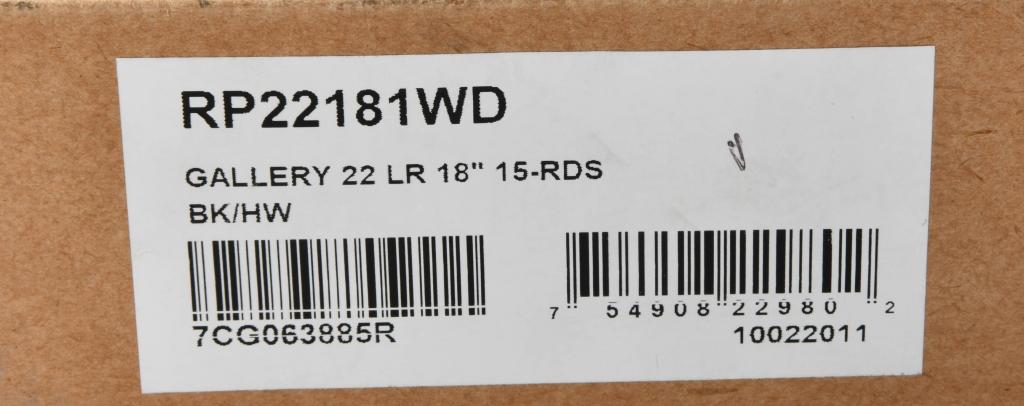 RP22181WD
GALLERY 22 LR 18" 15-RDS
BK/HW
7CG063885R
7 54908 22980 2
10022011